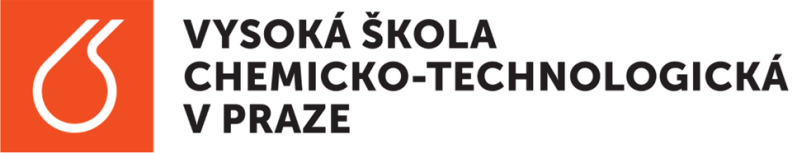 VYSOKÁ ŠKOLA
CHEMICKO-TECHNOLOGICKÁ
V PRAZE